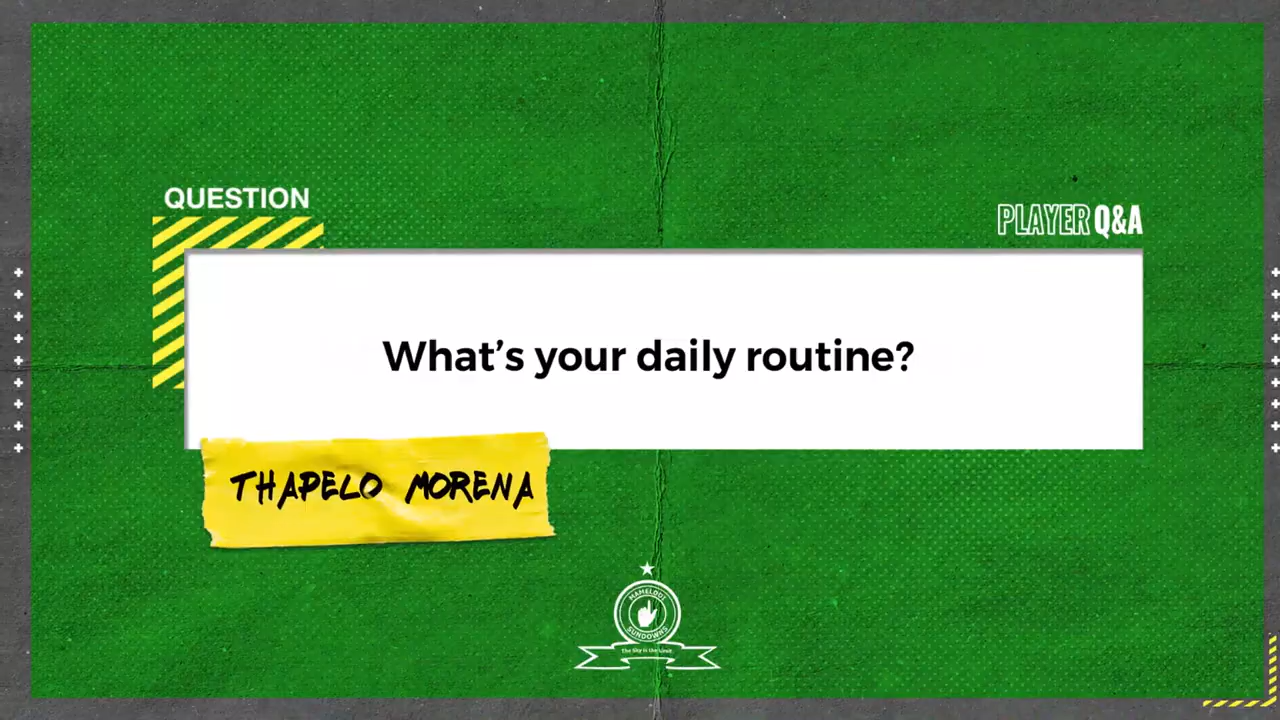 QUESTION
PLAYER Q&A
What’s your daily routine?
THAPELO MORENA
MAMELODI
SUNDOWNS
The Sky is the Limit